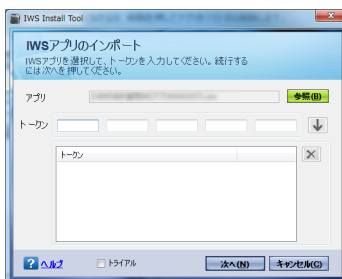 IWS Install Tool
IWSアプリのインポート
IWSアプリを選択して、トークンを入力してください。続行する
には次へを押してください。
アプリ
参照(B)
トークン
トークン
ヘルプ
トライアル
次へ(N)
キャンセル(C)